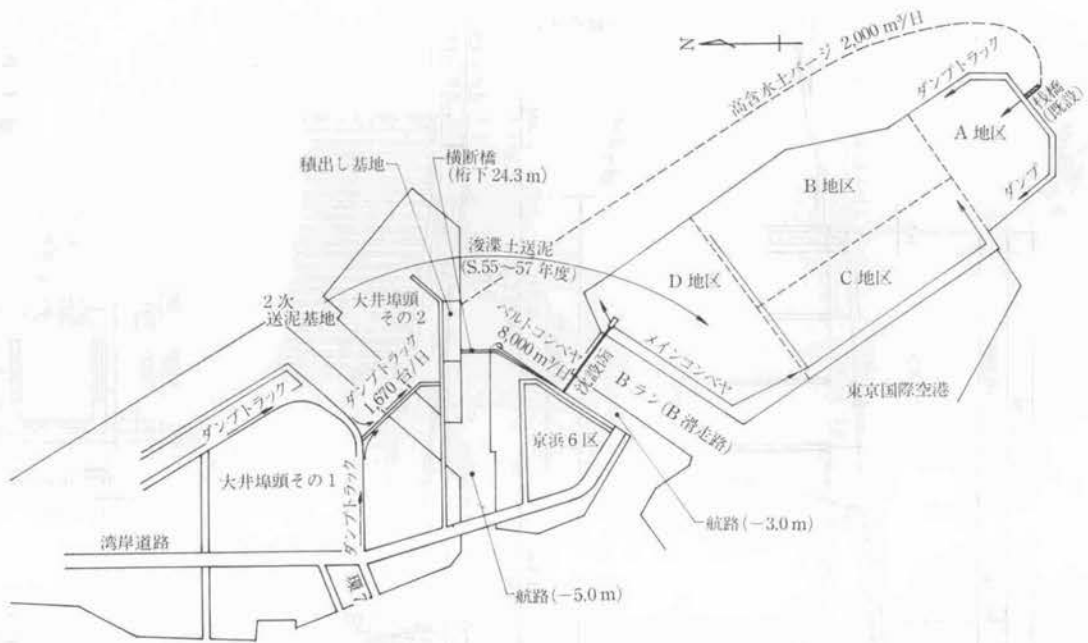 N
高含水土バージ 2,000 m³/日
ダンプトラック
桟橋
(既設)
A 地区
ダンプ
積出し基地
横断橋
(桁下 24.3 m)
B 地区
浚渫土送泥
(S.55～57 年度)
D 地区
C 地区
2 次
送泥基地
大井埠頭
その2
ベルトコンベヤ
8,000 m³/日
沈設函
メインコンベヤ
東京国際空港
ダンプトラック
1,670 台/日
B ラン(B 滑走路)
ダンプトラック
京浜 6 区
大井埠頭その1
ダンプトラック
湾岸道路
航路(−3.0 m)
環 7
航路(−5.0 m)